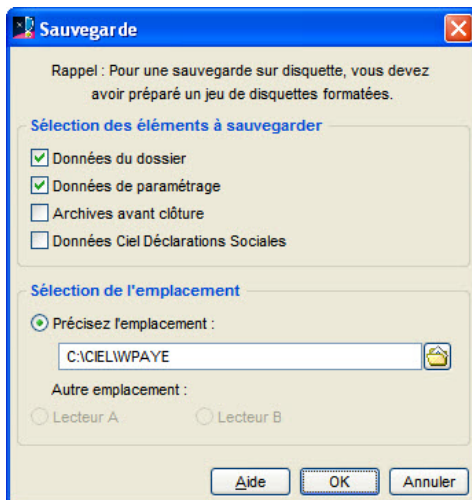 Sauvegarde
Rappel : Pour une sauvegarde sur disquette, vous devez
avoir préparé un jeu de disquettes formatées.
Sélection des éléments à sauvegarder
Données du dossier
Données de paramétrage
Archives avant clôture
Données Ciel Déclarations Sociales
Sélection de l'emplacement
Précisez l'emplacement :
C:\CIEL\WPAYE
Autre emplacement :
Lecteur A Lecteur B
Aide OK Annuler